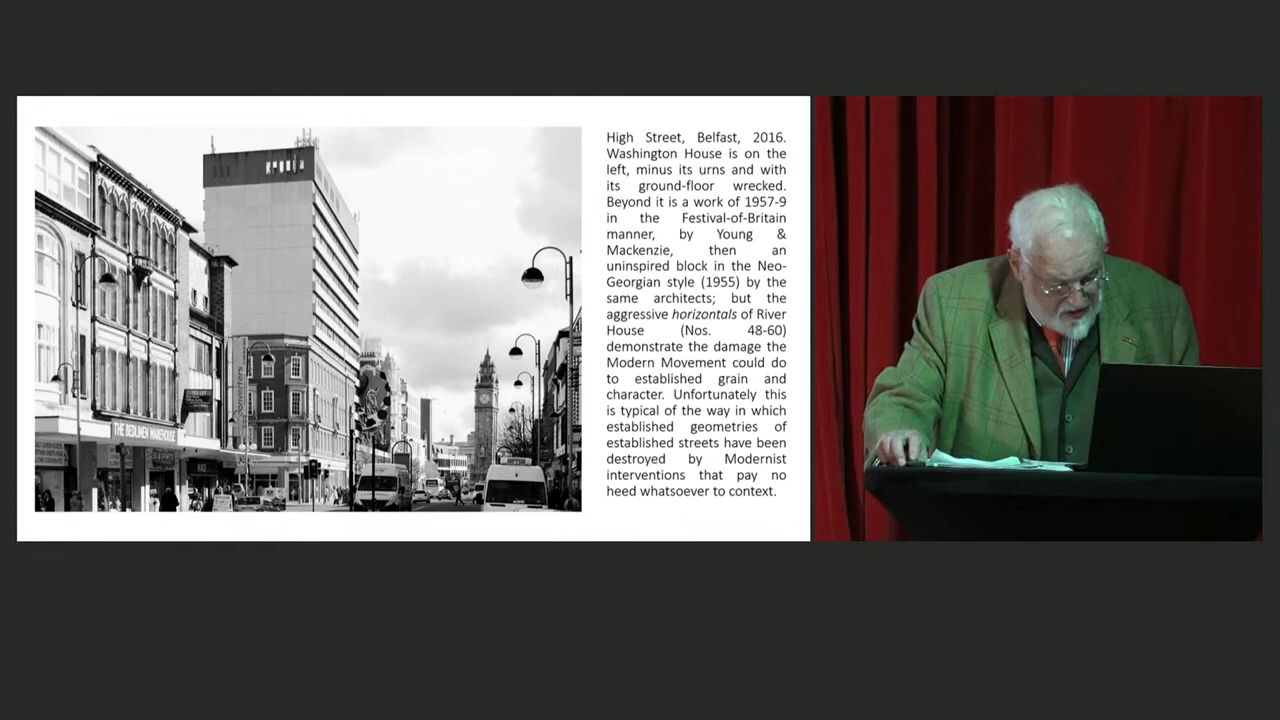 THE BEDLINEN WAREHOUSE
High Street, Belfast, 2016.
Washington House is on the
left, minus its urns and with
its ground-floor wrecked.
Beyond it is a work of 1957-9
in the Festival-of-Britain
manner, by Young &
Mackenzie, then an
uninspired block in the Neo-
Georgian style (1955) by the
same architects; but the
aggressive horizontals of River
House (Nos. 48-60)
demonstrate the damage the
Modern Movement could do
to established grain and
character. Unfortunately this
is typical of the way in which
established geometries of
established streets have been
destroyed by Modernist
interventions that pay no
heed whatsoever to context.